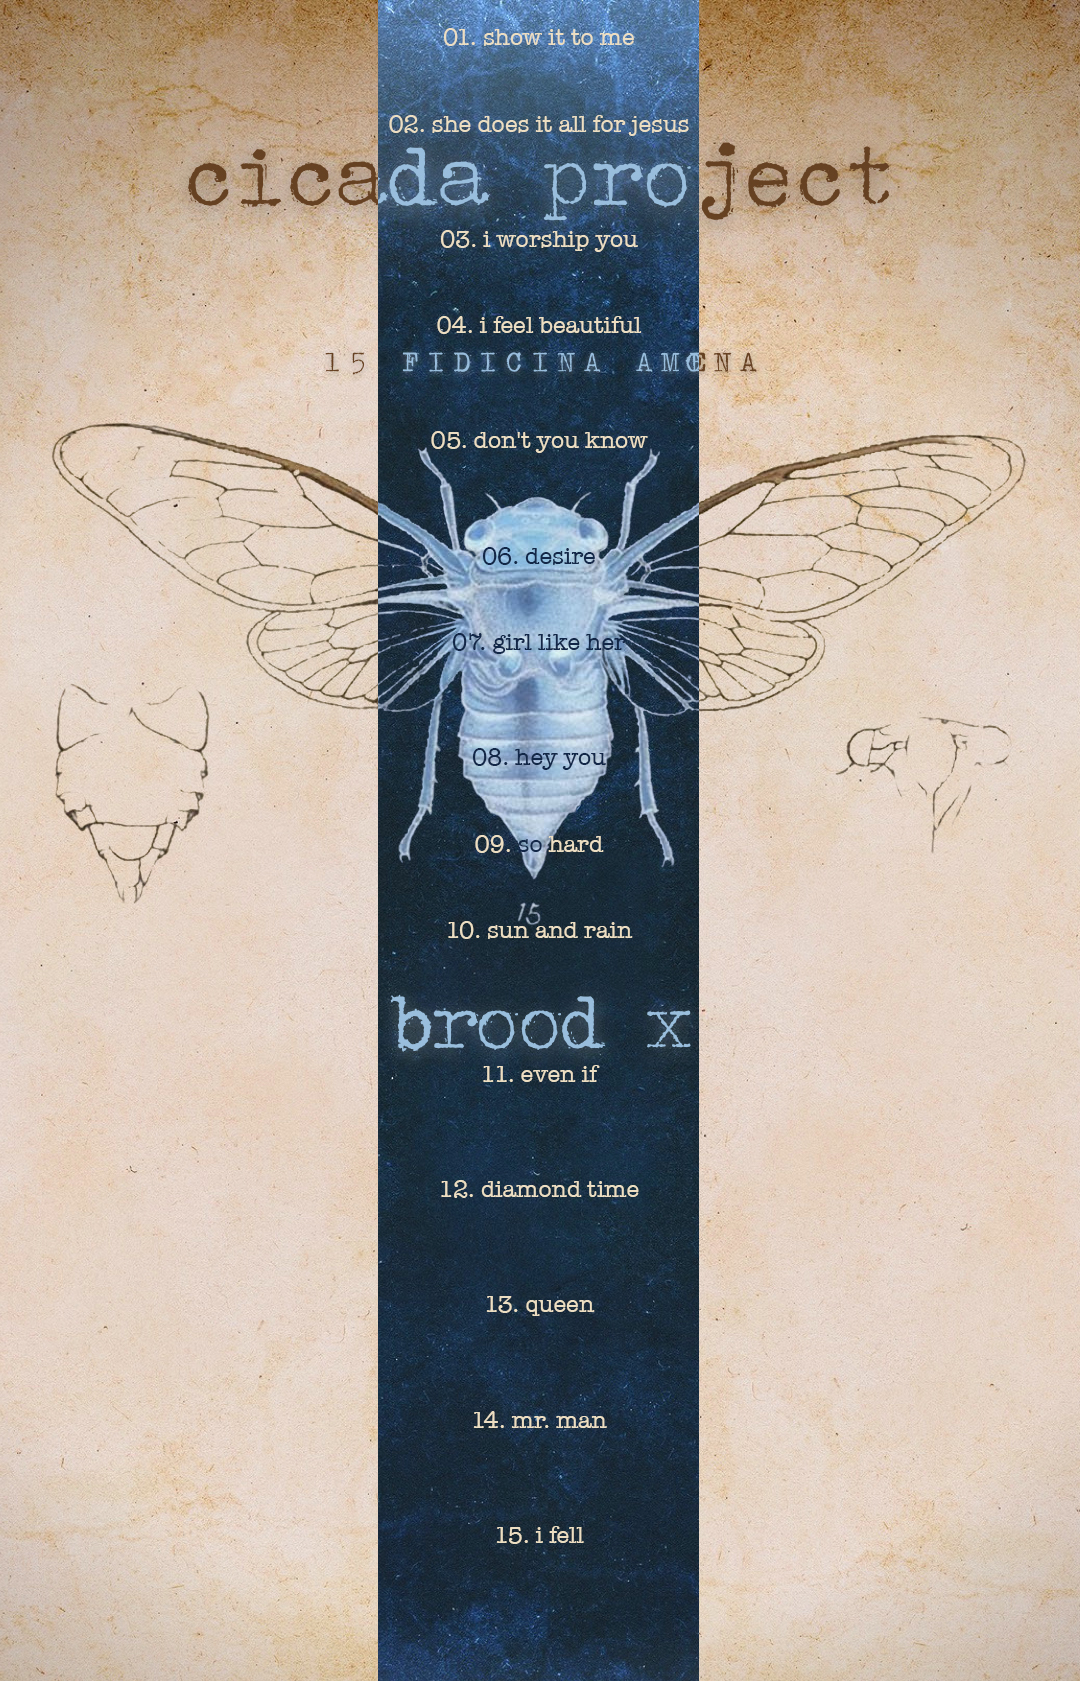 01. show it to me
02. she does it all for jesus
cicada project
03. i worship you
04. i feel beautiful
15 FIDICINA AMŒNA
05. don't you know
06. desire
07. girl like her
08. hey you
09. so hard
15
10. sun and rain
brood x
11. even if
12. diamond time
13. queen
14. mr. man
15. i fell